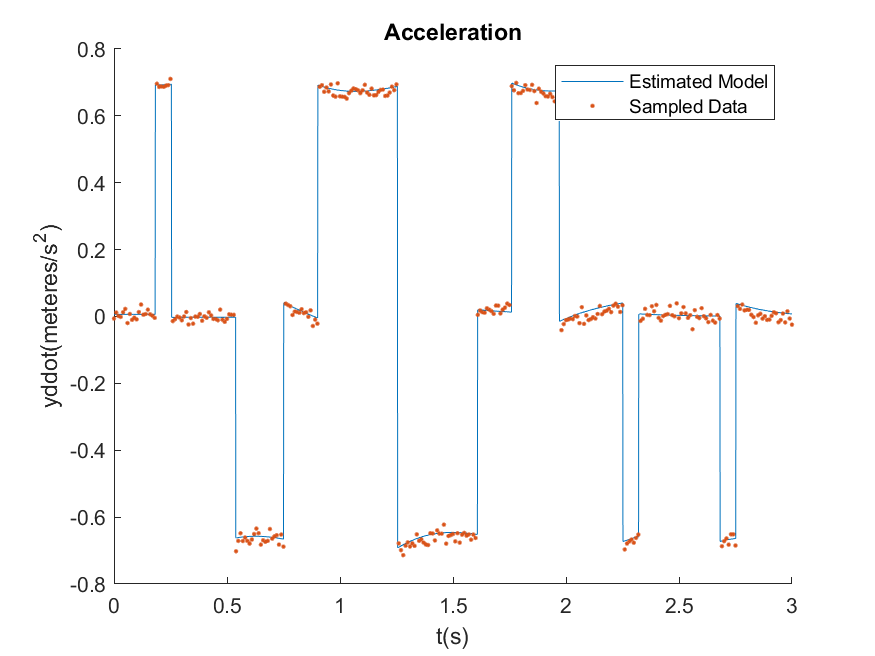 Acceleration
0.8
0.6
0.4
0.2
0
-0.2
-0.4
-0.6
-0.8
yddot(meteres/s^2)
Estimated Model
Sampled Data
0 0.5 1 1.5 2 2.5 3
t(s)